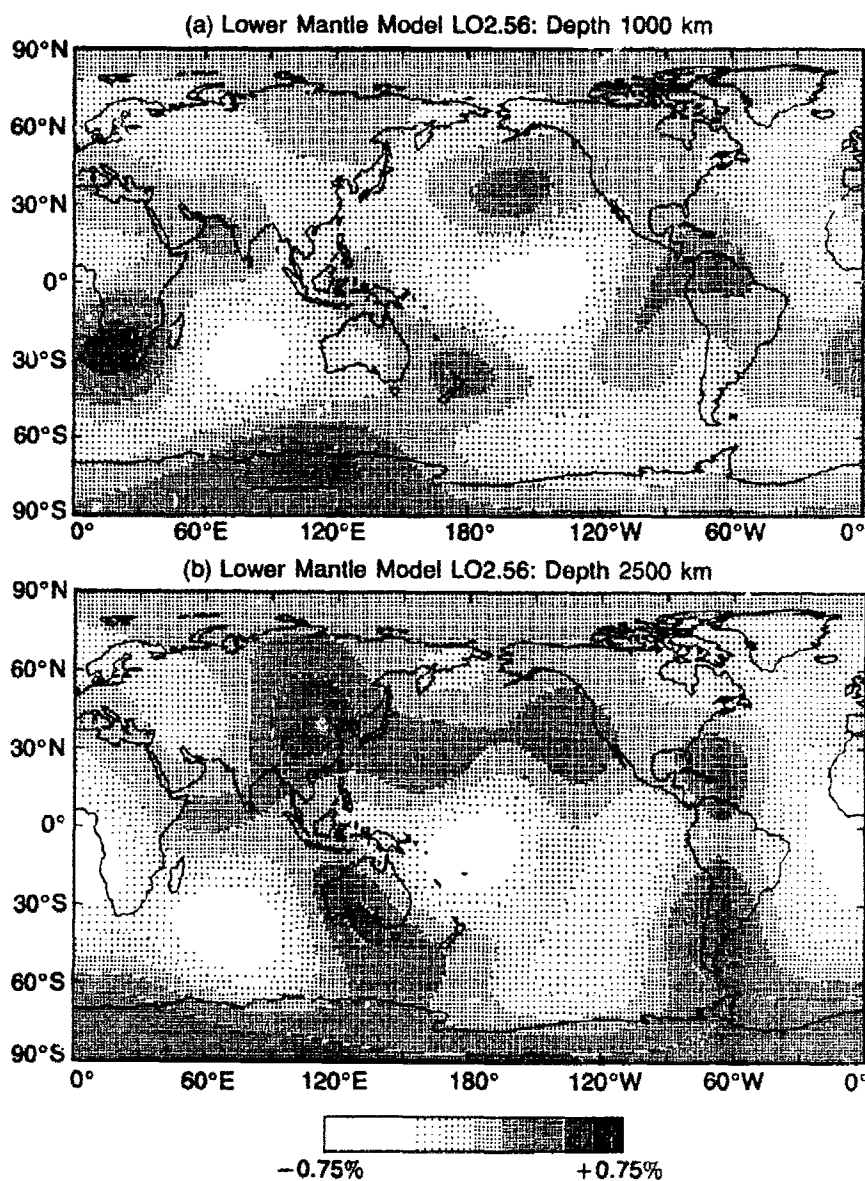 (a) Lower Mantle Model LO2.56: Depth 1000 km
90°N
60°N
30°N
0°
30°S
60°S
90°S
0° 60°E 120°E 180° 120°W 60°W 0°
(b) Lower Mantle Model LO2.56: Depth 2500 km
90°N
60°N
30°N
0°
30°S
60°S
90°S
0° 60°E 120°E 180° 120°W 60°W 0°
−0.75% +0.75%